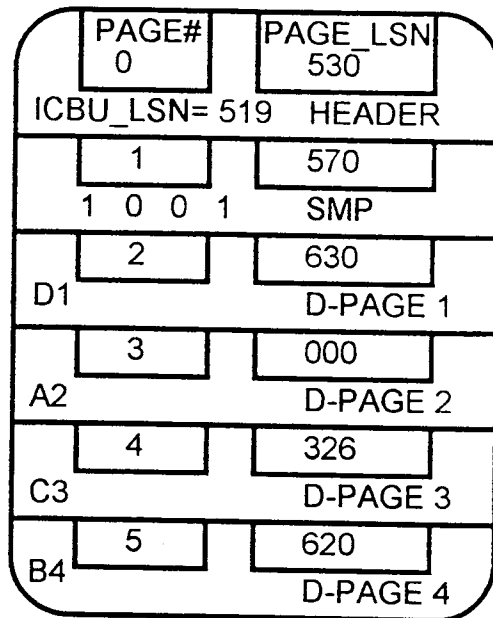 PAGE# PAGE_LSN
0 530
ICBU_LSN= 519 HEADER
1 570
1 0 0 1 SMP
2 630
D1 D-PAGE 1
3 000
A2 D-PAGE 2
4 326
C3 D-PAGE 3
5 620
B4 D-PAGE 4